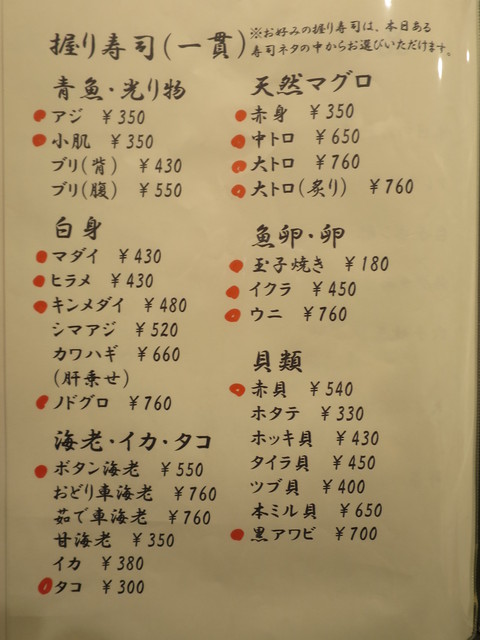 握り寿司(一貫)
※お好みの握り寿司は、本日ある
寿司ネタの中からお選びいただけます。
青魚・光り物
アジ ￥350
小肌 ￥350
ブリ(背) ￥430
ブリ(腹) ￥550
白身
マダイ ￥430
ヒラメ ￥430
キンメダイ ￥480
シマアジ ￥520
カワハギ ￥660
(肝乗せ)
ノドグロ ￥760
海老・イカ・タコ
ボタン海老 ￥550
おどり車海老 ￥760
茹で車海老 ￥760
甘海老 ￥350
イカ ￥380
タコ ￥300
天然マグロ
赤身 ￥350
中トロ ￥650
大トロ ￥760
大トロ(炙り) ￥760
魚卵・卵
玉子焼き ￥180
イクラ ￥450
ウニ ￥760
貝類
赤貝 ￥540
ホタテ ￥330
ホッキ貝 ￥430
タイラ貝 ￥450
ツブ貝 ￥400
本ミル貝 ￥650
黒アワビ ￥700